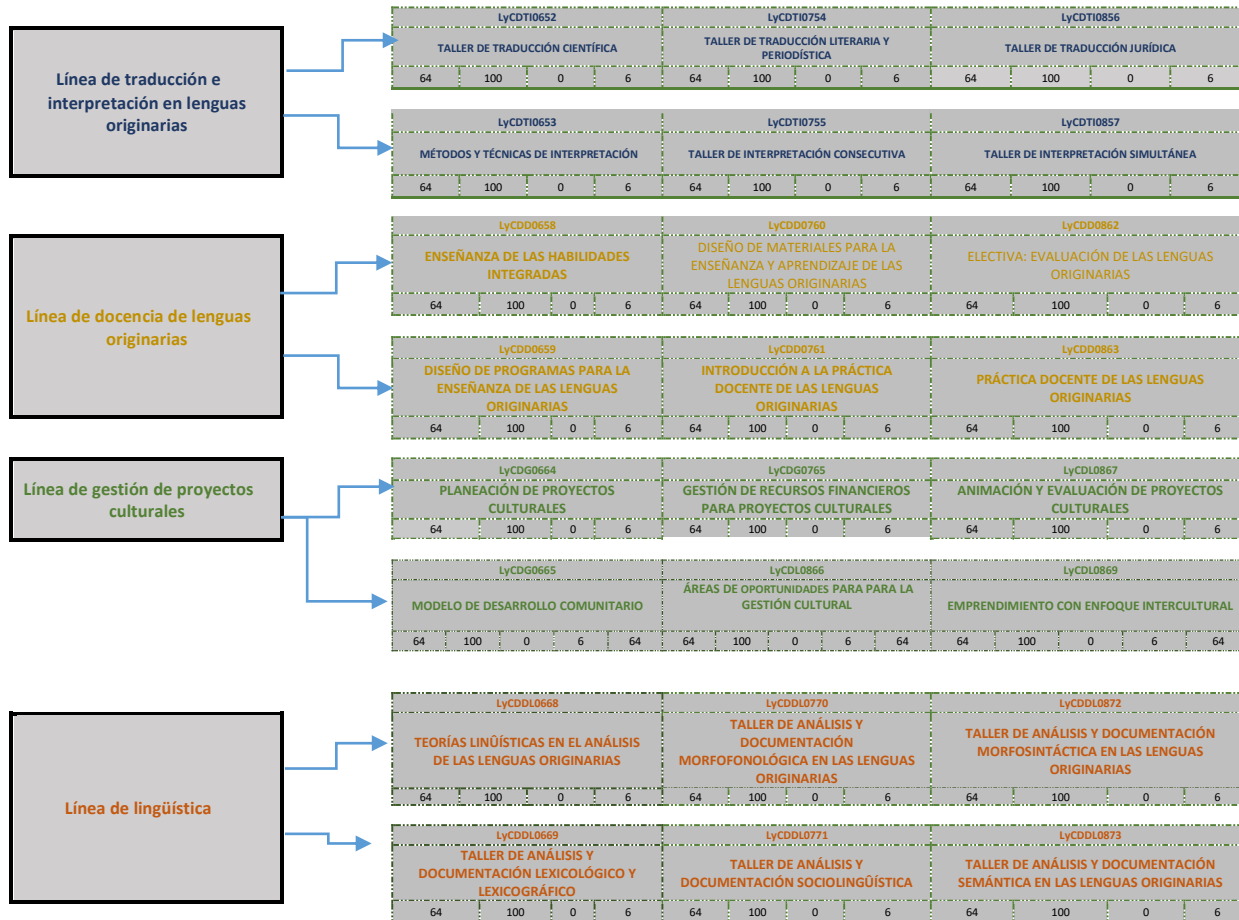 Línea de traducción e
interpretación en lenguas
originarias
LyCDTI0652 LyCDTI0754 LyCDTI0856
TALLER DE TRADUCCIÓN CIENTÍFICA
TALLER DE TRADUCCIÓN LITERARIA Y
PERIODÍSTICA
TALLER DE TRADUCCIÓN JURÍDICA
64 100 0 6 64 100 0 6 64 100 0 6
LyCDTI0653 LyCDTI0755 LyCDTI0857
MÉTODOS Y TÉCNICAS DE INTERPRETACIÓN TALLER DE INTERPRETACIÓN CONSECUTIVA TALLER DE INTERPRETACIÓN SIMULTÁNEA
64 100 0 6 64 100 0 6 64 100 0 6
Línea de docencia de lenguas
originarias
LyCDD0658 LyCDD0760 LyCDD0862
ENSEÑANZA DE LAS HABILIDADES
INTEGRADAS
DISEÑO DE MATERIALES PARA LA
ENSEÑANZA Y APRENDIZAJE DE LAS
LENGUAS ORIGINARIAS
ELECTIVA: EVALUACIÓN DE LAS LENGUAS
ORIGINARIAS
64 100 0 6 64 100 0 6 64 100 0 6
LyCDD0659 LyCDD0761 LyCDD0863
DISEÑO DE PROGRAMAS PARA LA
ENSEÑANZA DE LAS LENGUAS
ORIGINARIAS
INTRODUCCIÓN A LA PRÁCTICA
DOCENTE DE LAS LENGUAS
ORIGINARIAS
PRÁCTICA DOCENTE DE LAS LENGUAS
ORIGINARIAS
64 100 0 6 64 100 0 6 64 100 0 6
Línea de gestión de proyectos
culturales
LyCDG0664 LyCDG0765 LyCDL0867
PLANEACIÓN DE PROYECTOS
CULTURALES
GESTIÓN DE RECURSOS FINANCIEROS
PARA PROYECTOS CULTURALES
ANIMACIÓN Y EVALUACIÓN DE PROYECTOS
CULTURALES
64 100 0 6 64 100 0 6 64 100 0 6
LyCDG0665 LyCDL0866 LyCDL0869
MODELO DE DESARROLLO COMUNITARIO
ÁREAS DE OPORTUNIDADES PARA PARA LA
GESTIÓN CULTURAL
EMPRENDIMIENTO CON ENFOQUE INTERCULTURAL
64 100 0 6 64 64 100 0 6 64 64 100 0 6 64
Línea de lingüística
LyCDDL0668 LyCDDL0770 LyCDDL0872
TEORÍAS LINÛÍSTICAS EN EL ANÁLISIS
DE LAS LENGUAS ORIGINARIAS
TALLER DE ANÁLISIS Y
DOCUMENTACIÓN
MORFOFONOLÓGICA EN LAS LENGUAS
ORIGINARIAS
TALLER DE ANÁLISIS Y DOCUMENTACIÓN
MORFOSINTÁCTICA EN LAS LENGUAS
ORIGINARIAS
64 100 0 6 64 100 0 6 64 100 0 6
LyCDDL0669 LyCDDL0771 LyCDDL0873
TALLER DE ANÁLISIS Y
DOCUMENTACIÓN LEXICOLÓGICO Y
LEXICOGRÁFICO
TALLER DE ANÁLISIS Y
DOCUMENTACIÓN SOCIOLINGÜÍSTICA
TALLER DE ANÁLISIS Y DOCUMENTACIÓN
SEMÁNTICA EN LAS LENGUAS ORIGINARIAS
64 100 0 6 64 100 0 6 64 100 0 6